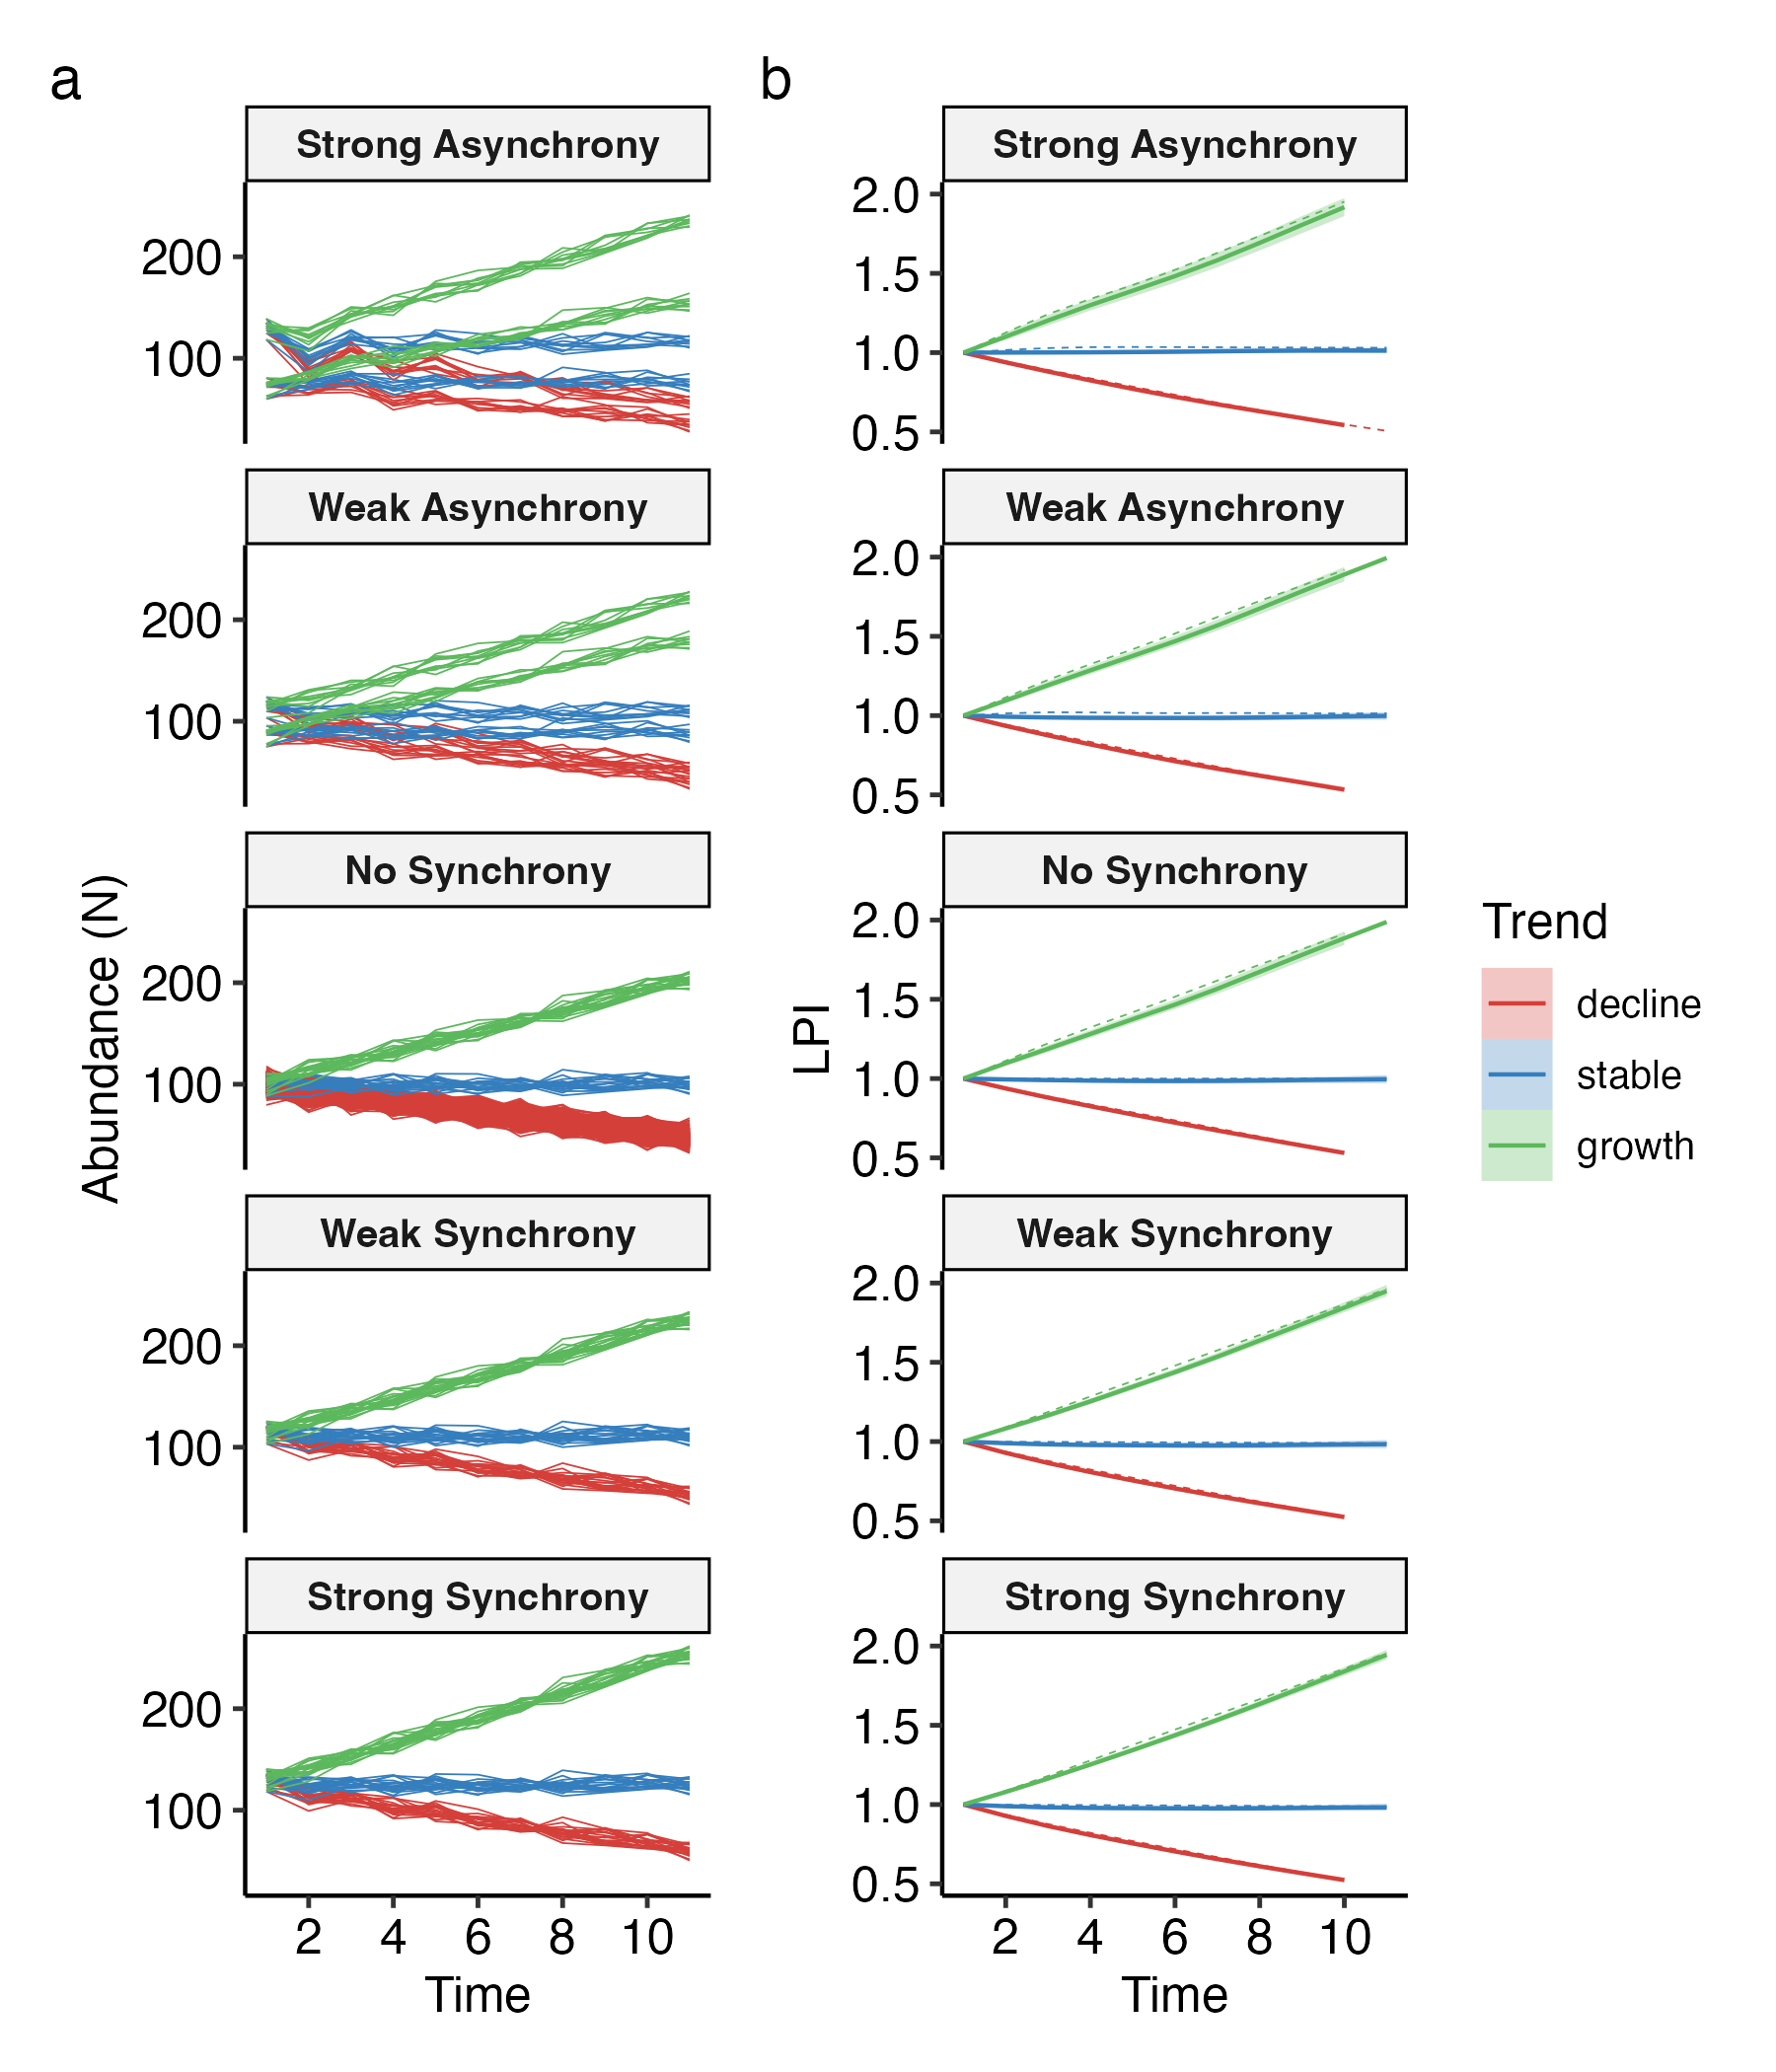 a
b
Strong Asynchrony
Strong Asynchrony
200
100
2.0
1.5
1.0
0.5
Weak Asynchrony
Weak Asynchrony
200
100
2.0
1.5
1.0
0.5
No Synchrony
No Synchrony
200
100
2.0
1.5
1.0
0.5
Weak Synchrony
Weak Synchrony
200
100
2.0
1.5
1.0
0.5
Strong Synchrony
Strong Synchrony
200
100
2.0
1.5
1.0
0.5
2 4 6 8 10
2 4 6 8 10
Time
Time
Abundance (N)
LPI
Trend
decline
stable
growth